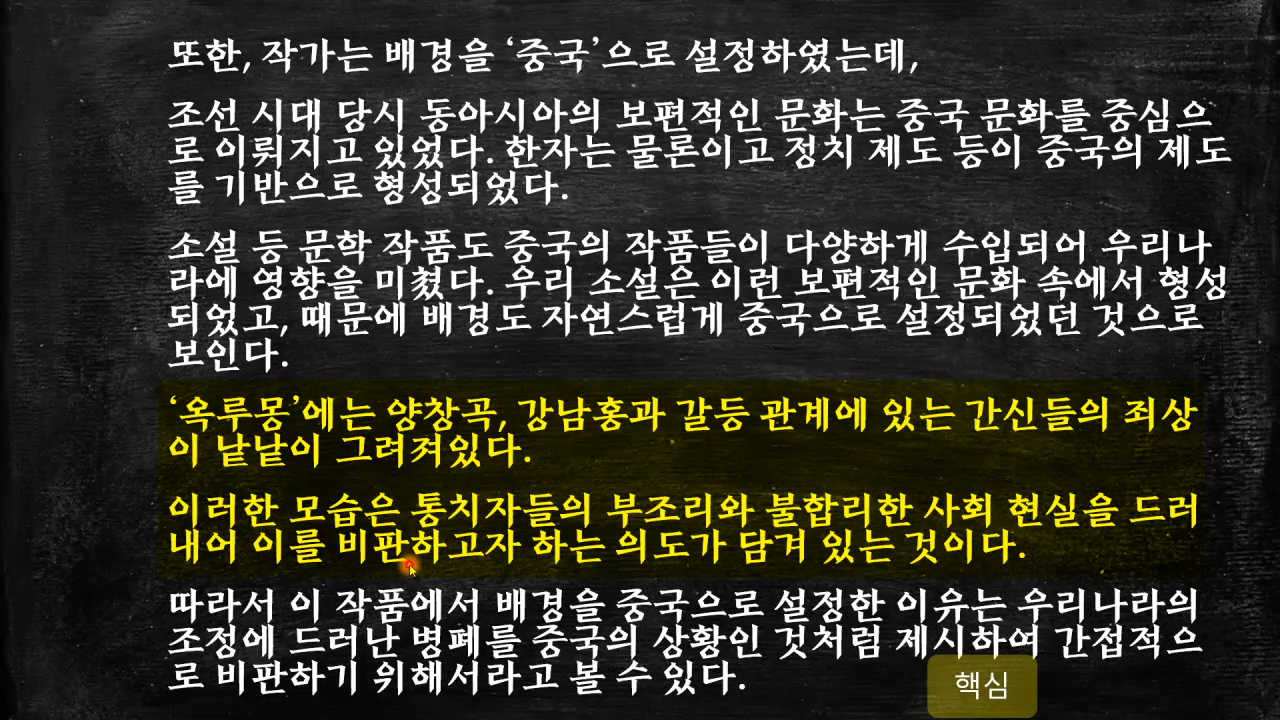 또한, 작가는 배경을 ‘중국’으로 설정하였는데,
조선 시대 당시 동아시아의 보편적인 문화는 중국 문화를 중심으
로 이뤄지고 있었다. 한자는 물론이고 정치 제도 등이 중국의 제도
를 기반으로 형성되었다.
소설 등 문학 작품도 중국의 작품들이 다양하게 수입되어 우리나
라에 영향을 미쳤다. 우리 소설은 이런 보편적인 문화 속에서 형성
되었고, 때문에 배경도 자연스럽게 중국으로 설정되었던 것으로
보인다.
‘옥루몽’에는 양창곡, 강남홍과 갈등 관계에 있는 간신들의 죄상
이 낱낱이 그려져있다.
이러한 모습은 통치자들의 부조리와 불합리한 사회 현실을 드러
내어 이를 비판하고자 하는 의도가 담겨 있는 것이다.
따라서 이 작품에서 배경을 중국으로 설정한 이유는 우리나라의
조정에 드러난 병폐를 중국의 상황인 것처럼 제시하여 간접적으
로 비판하기 위해서라고 볼 수 있다.
핵심